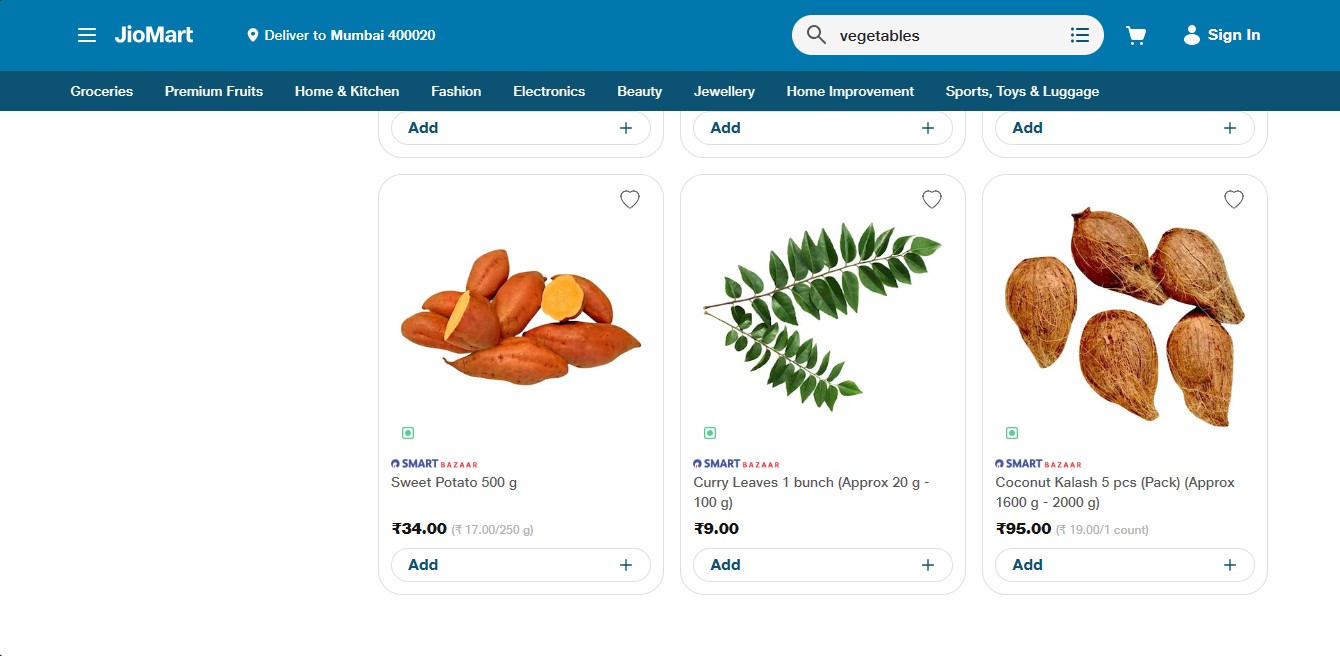 JioMart
Deliver to Mumbai 400020
vegetables
Sign In
Groceries
Premium Fruits
Home & Kitchen
Fashion
Electronics
Beauty
Jewellery
Home Improvement
Sports, Toys & Luggage
Add +
Add +
Add +
SMART BAZAAR
Sweet Potato 500 g
₹34.00 (₹ 17.00/250 g)
Add +
SMART BAZAAR
Curry Leaves 1 bunch (Approx 20 g -
100 g)
₹9.00
Add +
SMART BAZAAR
Coconut Kalash 5 pcs (Pack) (Approx
1600 g - 2000 g)
₹95.00 (₹ 19.00/1 count)
Add +